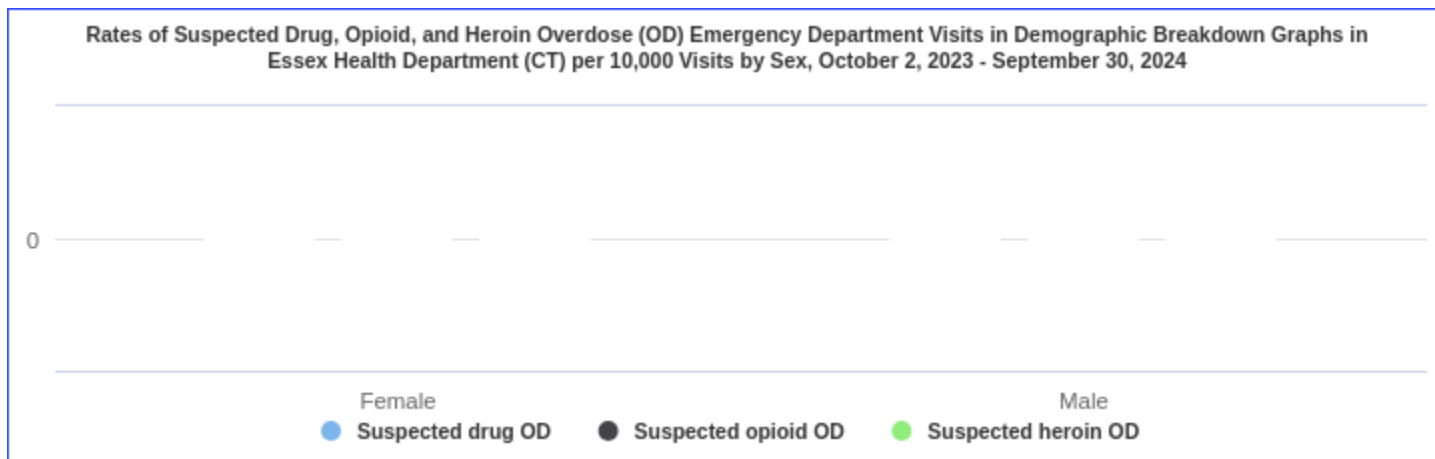 Rates of Suspected Drug, Opioid, and Heroin Overdose (OD) Emergency Department Visits in Demographic Breakdown Graphs in
Essex Health Department (CT) per 10,000 Visits by Sex, October 2, 2023 - September 30, 2024
0
Female Male
Suspected drug OD Suspected opioid OD Suspected heroin OD